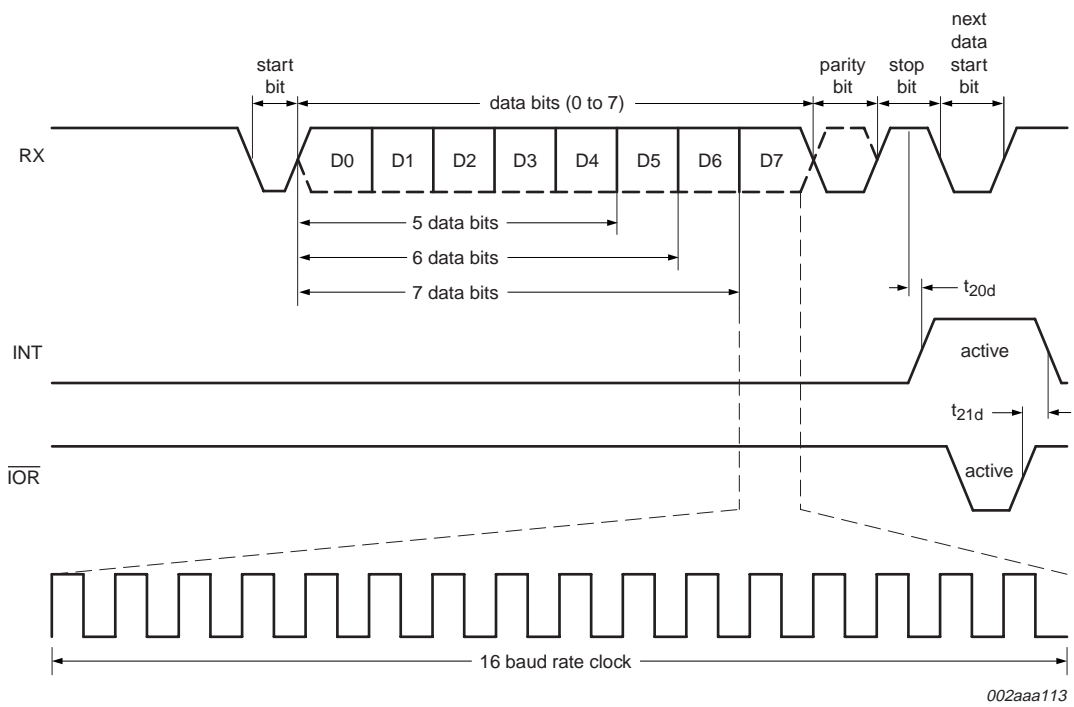 next
data
start
bit
start
bit
parity
bit
stop
bit
data bits (0 to 7)
RX
D0 D1 D2 D3 D4 D5 D6 D7
5 data bits
6 data bits
7 data bits
t20d
INT
active
t21d
IOR
active
16 baud rate clock
002aaa113